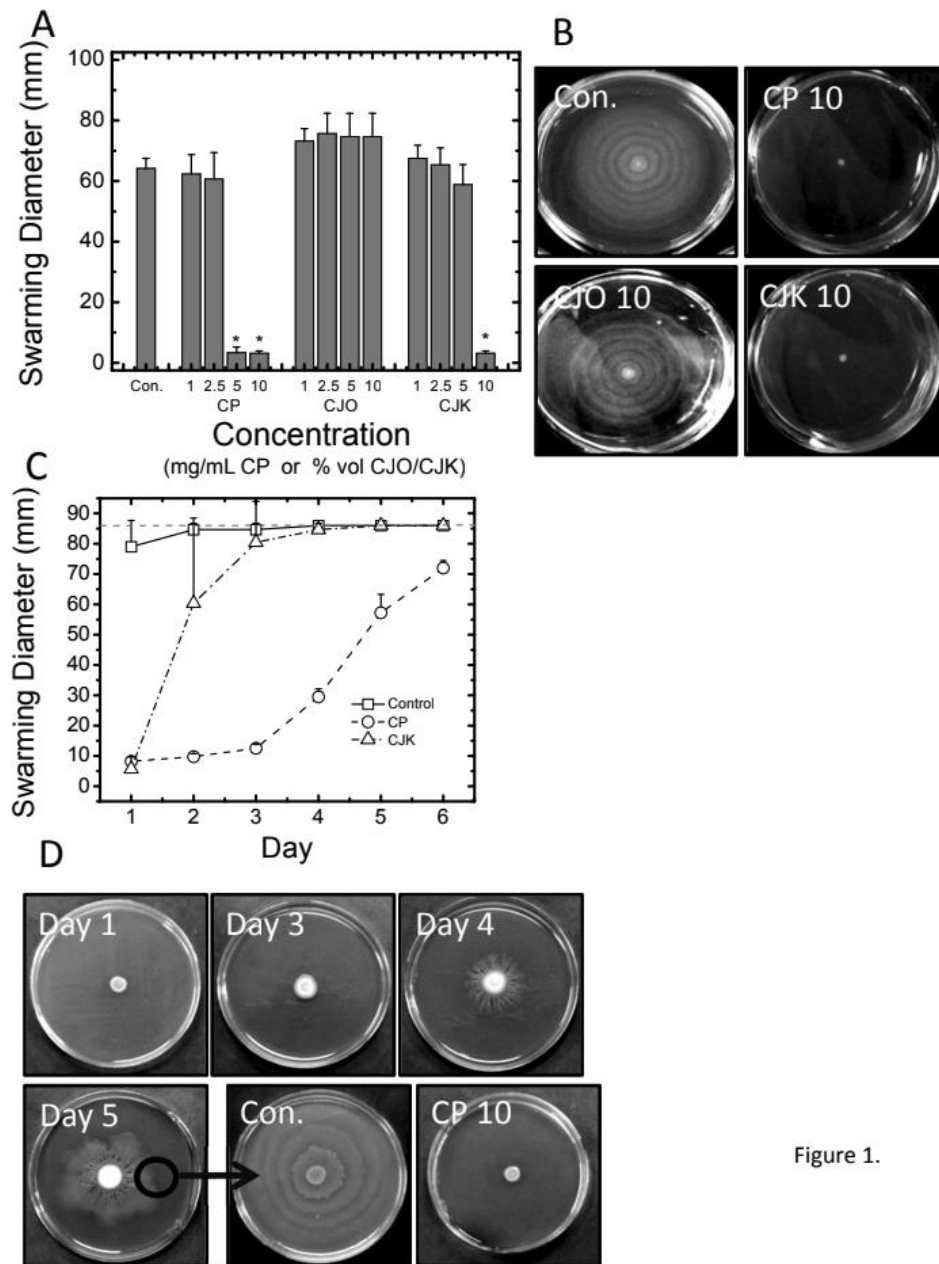 A
Swarming Diameter (mm)
100
80
60
40
20
0
* * *
Con. 1 2.5 5 10 1 2.5 5 10 1 2.5 5 10
CP CJO CJK
Concentration
(mg/mL CP or % vol CJO/CJK)
B
Con.
CP 10
CJO 10
CJK 10
C
Swarming Diameter (mm)
90
80
70
60
50
40
30
20
10
0
Control
CP
CJK
1 2 3 4 5 6
Day
D
Day 1
Day 3
Day 4
Day 5
Con.
CP 10
Figure 1.